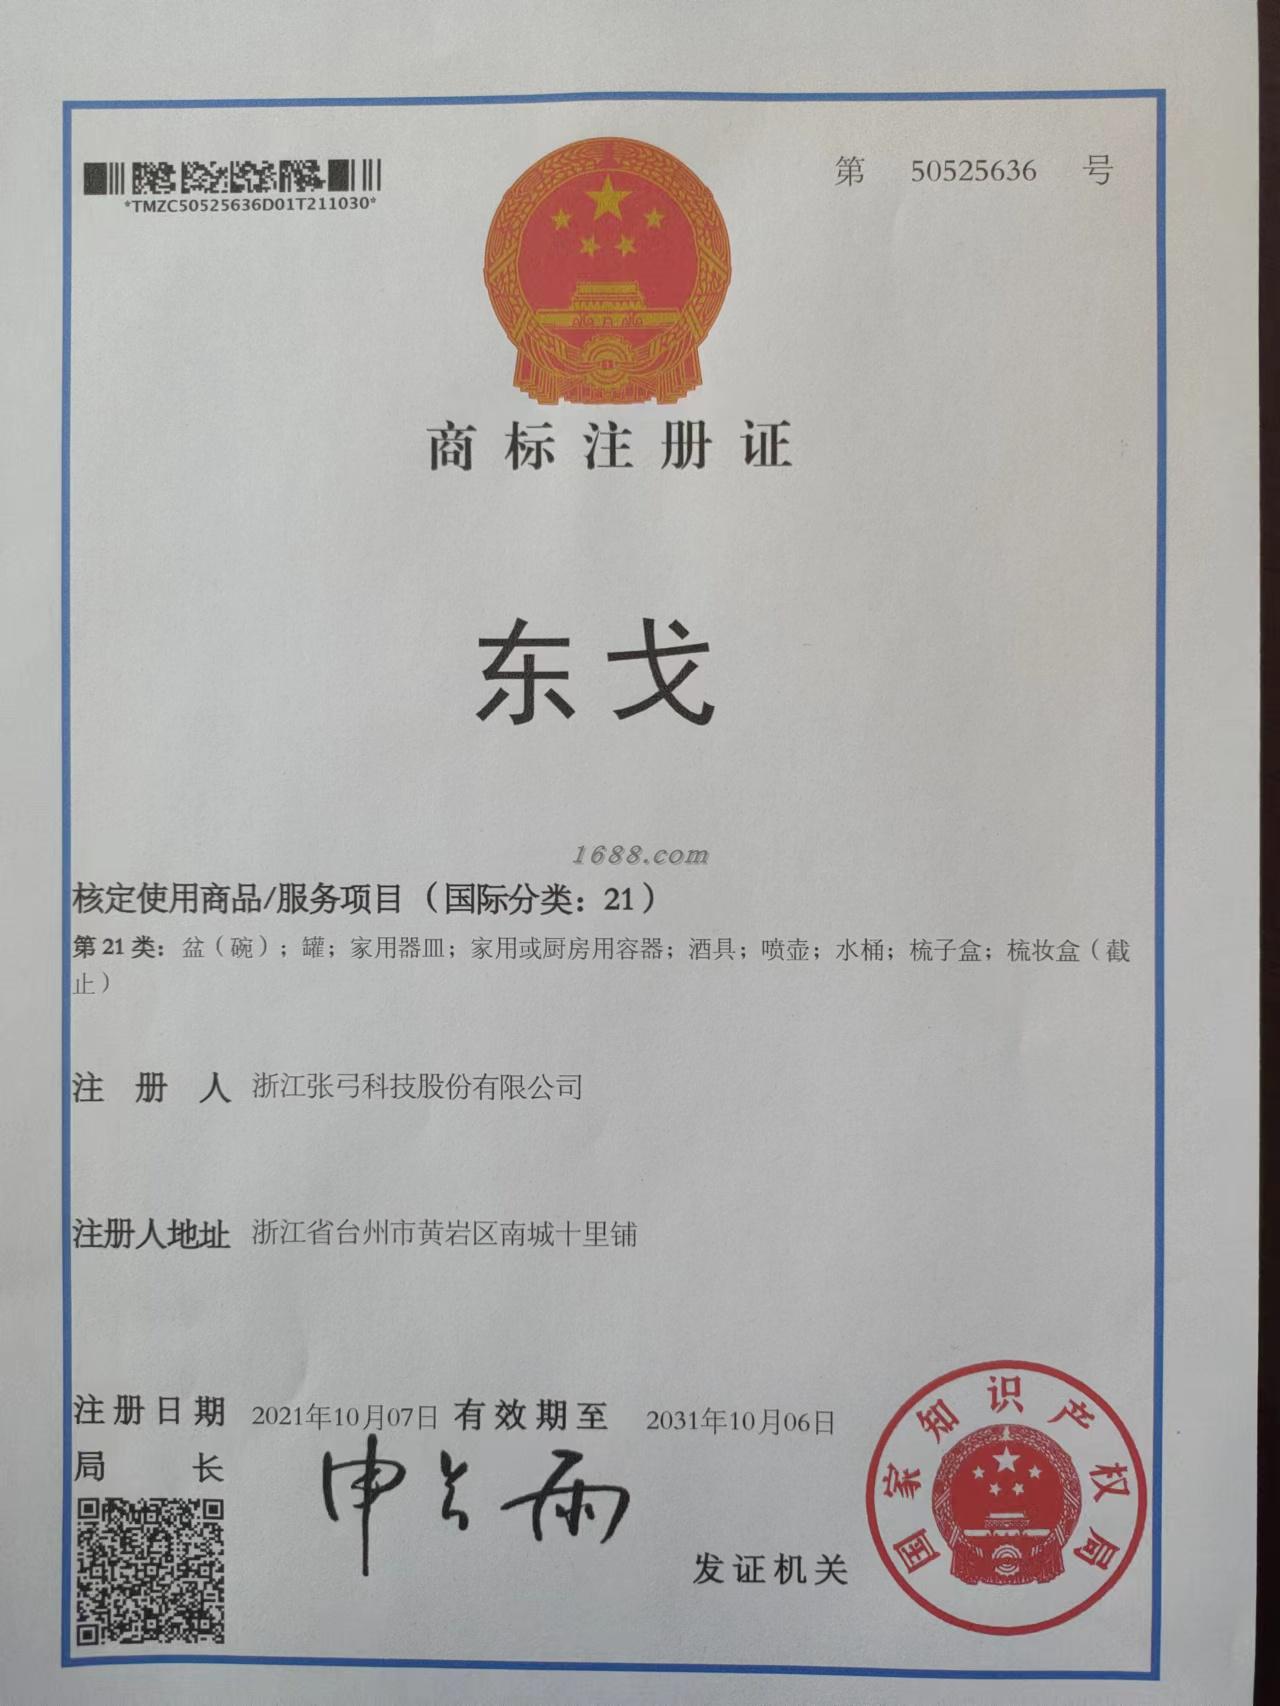 *TMZC50525636D01T211030*
第 50525636 号
商标注册证
东戈
1688.com
核定使用商品/服务项目（国际分类：21）
第21类：盆（碗）；罐；家用器皿；家用或厨房用容器；酒具；喷壶；水桶；梳子盒；梳妆盒（截
止）
注册人 浙江张弓科技股份有限公司
注册人地址 浙江省台州市黄岩区南城十里铺
注册日期 2021年10月07日 有效期至 2031年10月06日
局长 申长雨
发证机关
国家知识产权局